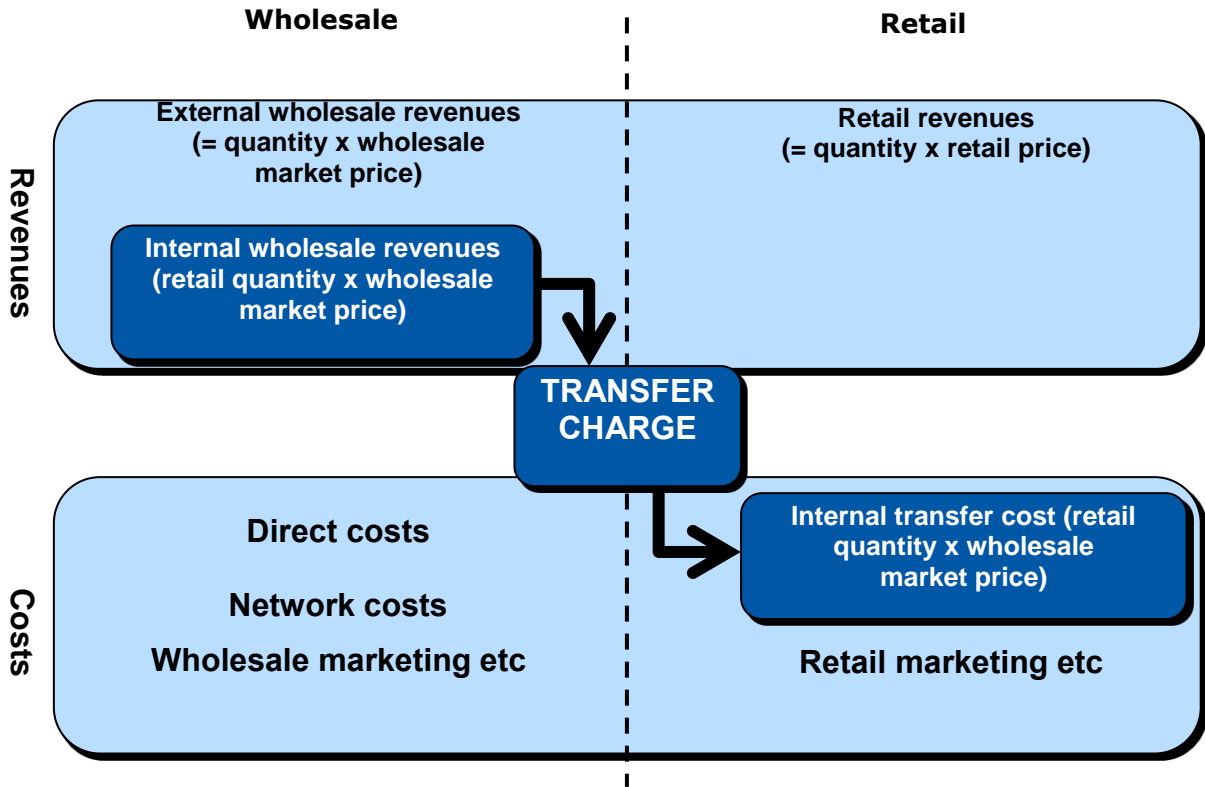 Wholesale
Retail
Revenues
External wholesale revenues
(= quantity x wholesale
market price)
Retail revenues
(= quantity x retail price)
Internal wholesale revenues
(retail quantity x wholesale
market price)
TRANSFER
CHARGE
Costs
Direct costs
Network costs
Wholesale marketing etc
Internal transfer cost (retail
quantity x wholesale
market price)
Retail marketing etc